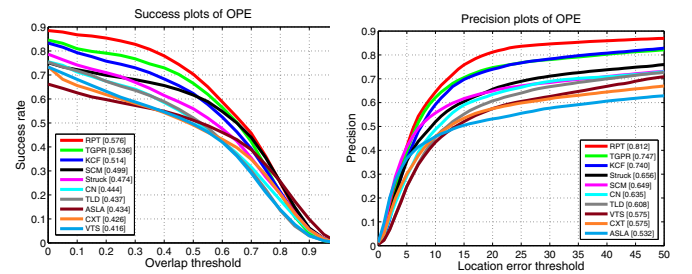 Success plots of OPE
Success rate
0.9
0.8
0.7
0.6
0.5
0.4
0.3
0.2
0.1
0
RPT [0.576]
TGPR [0.536]
KCF [0.514]
SCM [0.499]
Struck [0.474]
CN [0.444]
TLD [0.437]
ASLA [0.434]
CXT [0.426]
VTS [0.416]
0 0.1 0.2 0.3 0.4 0.5 0.6 0.7 0.8 0.9
Overlap threshold
Precision plots of OPE
Precision
0.9
0.8
0.7
0.6
0.5
0.4
0.3
0.2
0.1
0
RPT [0.812]
TGPR [0.747]
KCF [0.740]
Struck [0.656]
SCM [0.649]
CN [0.635]
TLD [0.608]
VTS [0.575]
CXT [0.575]
ASLA [0.532]
0 5 10 15 20 25 30 35 40 45 50
Location error threshold